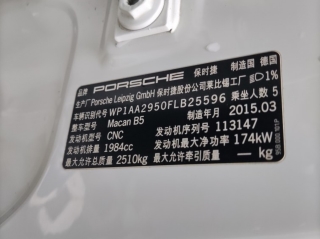 品牌 PORSCHE 保时捷 制造国 德国
生产厂 Porsche Leipzig GmbH 保时捷股份公司莱比锡工厂 1%
车辆识别代号 WP1AA2950FLB25596 乘坐人数 5
整车型号 Macan B5 制造年月 2015.03
发动机型号 CNC 发动机序列号 113147
发动机排量 1984cc 发动机最大净功率 174kW
最大允许总质量 2510kg 最大允许牵引质量 — kg